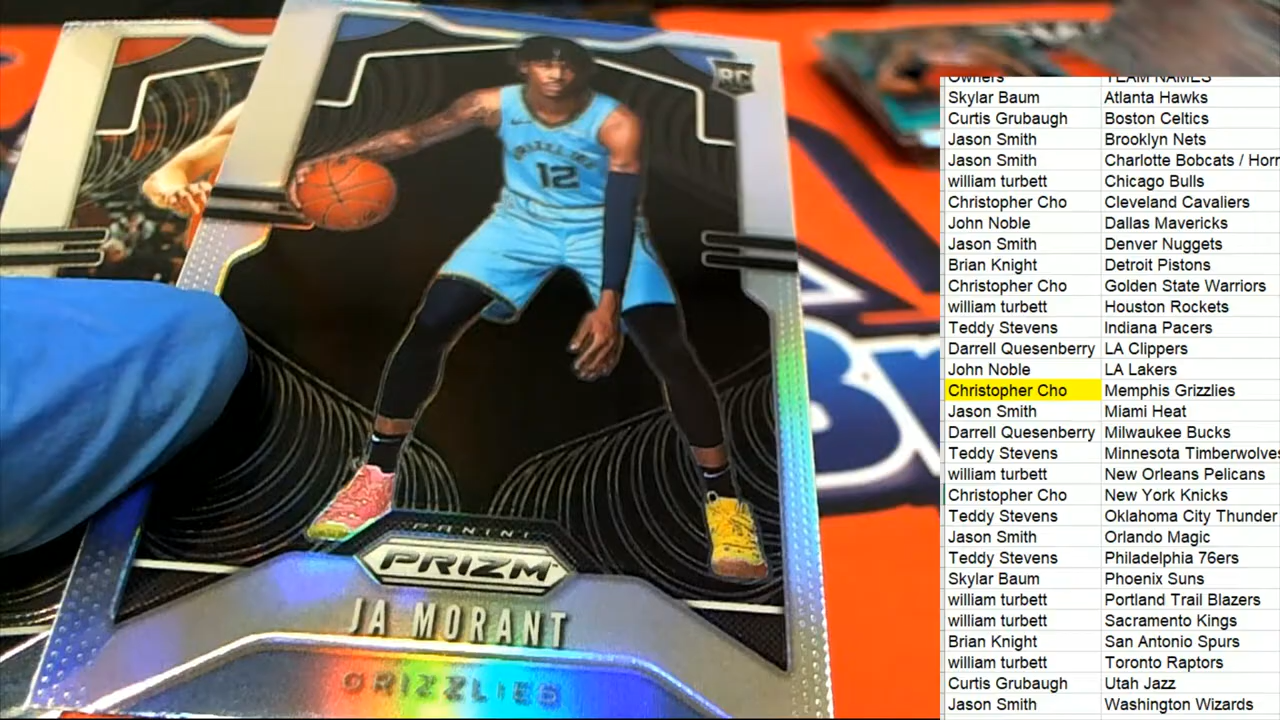 RC
GRIZZLIES
12
PANINI
PRIZM
JA MORANT
GRIZZLIES
Owners TEAM NAMES
Skylar Baum Atlanta Hawks
Curtis Grubaugh Boston Celtics
Jason Smith Brooklyn Nets
Jason Smith Charlotte Bobcats / Horn
william turbett Chicago Bulls
Christopher Cho Cleveland Cavaliers
John Noble Dallas Mavericks
Jason Smith Denver Nuggets
Brian Knight Detroit Pistons
Christopher Cho Golden State Warriors
william turbett Houston Rockets
Teddy Stevens Indiana Pacers
Darrell Quesenberry LA Clippers
John Noble LA Lakers
Christopher Cho Memphis Grizzlies
Jason Smith Miami Heat
Darrell Quesenberry Milwaukee Bucks
Teddy Stevens Minnesota Timberwolves
william turbett New Orleans Pelicans
Christopher Cho New York Knicks
Teddy Stevens Oklahoma City Thunder
Jason Smith Orlando Magic
Teddy Stevens Philadelphia 76ers
Skylar Baum Phoenix Suns
william turbett Portland Trail Blazers
william turbett Sacramento Kings
Brian Knight San Antonio Spurs
william turbett Toronto Raptors
Curtis Grubaugh Utah Jazz
Jason Smith Washington Wizards